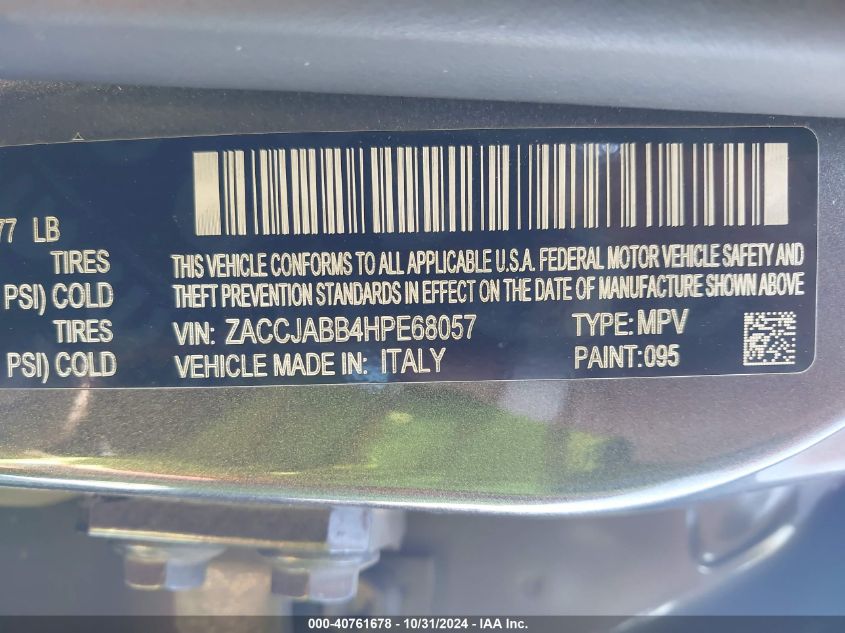 77 LB
TIRES
PSI) COLD
TIRES
PSI) COLD
THIS VEHICLE CONFORMS TO ALL APPLICABLE U.S.A. FEDERAL MOTOR VEHICLE SAFETY AND
THEFT PREVENTION STANDARDS IN EFFECT ON THE DATE OF MANUFACTURE SHOWN ABOVE
VIN: ZACCJABB4HPE68057 TYPE: MPV
VEHICLE MADE IN: ITALY PAINT:095
000-40761678 - 10/31/2024 - IAA Inc.